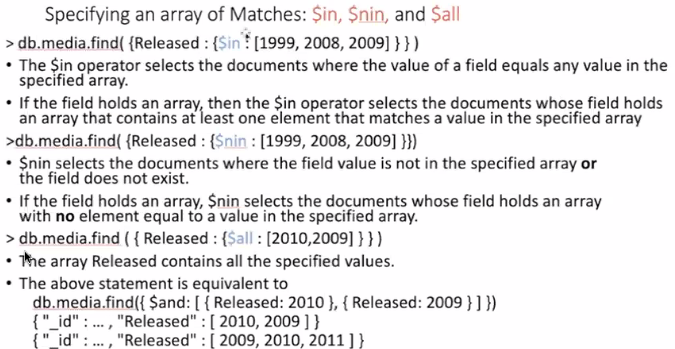 Specifying an array of Matches: $in, $nin, and $all
> db.media.find( {Released : {$in : [1999, 2008, 2009] } } )
• The $in operator selects the documents where the value of a field equals any value in the
specified array.
• If the field holds an array, then the $in operator selects the documents whose field holds
an array that contains at least one element that matches a value in the specified array
>db.media.find( {Released : {$nin : [1999, 2008, 2009] }})
• $nin selects the documents where the field value is not in the specified array or
the field does not exist.
• If the field holds an array, $nin selects the documents whose field holds an array
with no element equal to a value in the specified array.
> db.media.find ( { Released : {$all : [2010,2009] } } )
• The array Released contains all the specified values.
• The above statement is equivalent to
db.media.find({ $and: [ { Released: 2010 }, { Released: 2009 } ] })
{ "_id" : ... , "Released" : [ 2010, 2009 ] }
{ "_id" : ... , "Released" : [ 2009, 2010, 2011 ] }